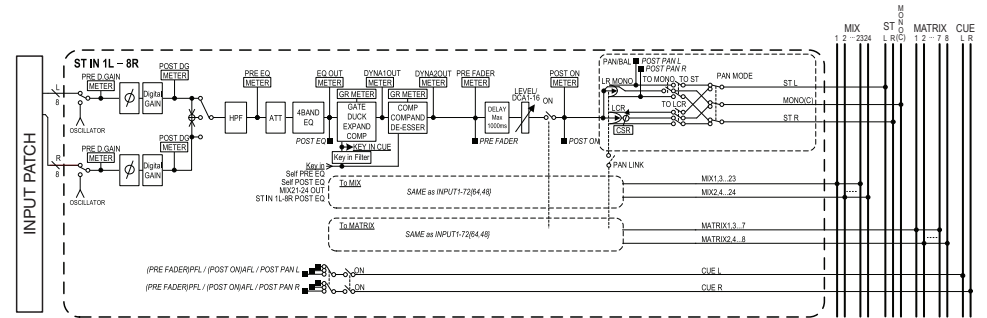 INPUT PATCH
ST IN 1L – 8R
PRE D.GAIN
METER
POST DG
METER
L
8
Ø
Digital
GAIN
OSCILLATOR
PRE D.GAIN
METER
POST DG
METER
R
8
Ø
Digital
GAIN
OSCILLATOR
PRE EQ
METER
HPF
ATT
4BAND
EQ
EQ OUT
METER
POST EQ
DYNA1OUT
METER
GR METER
GATE
DUCK
EXPAND
COMP
KEY IN CUE
Key in Filter
Key in
Self PRE EQ
Self POST EQ
MIX21-24 OUT
ST IN 1L-8R POST EQ
DYNA2OUT
METER
GR METER
COMP
COMPAND
DE-ESSER
PRE FADER
METER
PRE FADER
DELAY
Max
1000ms
LEVEL/
DCA1-16
ON
POST ON
METER
POST ON
PAN/BAL
POST PAN L
POST PAN R
LR MONO
TO MONO
TO ST
PAN MODE
TO LCR
LCR
CSR
PAN LINK
ST L
MONO(C)
ST R
To MIX
SAME as INPUT1-72{64,48}
MIX1,3...23
MIX2,4...24
To MATRIX
SAME as INPUT1-72{64,48}
MATRIX1,3...7
MATRIX2,4...8
(PRE FADER)PFL / (POST ON)AFL / POST PAN L
ON
CUE L
(PRE FADER)PFL / (POST ON)AFL / POST PAN R
ON
CUE R
MIX
1 2 ··· 2324
ST
L R
MONO
(C)
MATRIX
1 2 ··· 7 8
CUE
L R